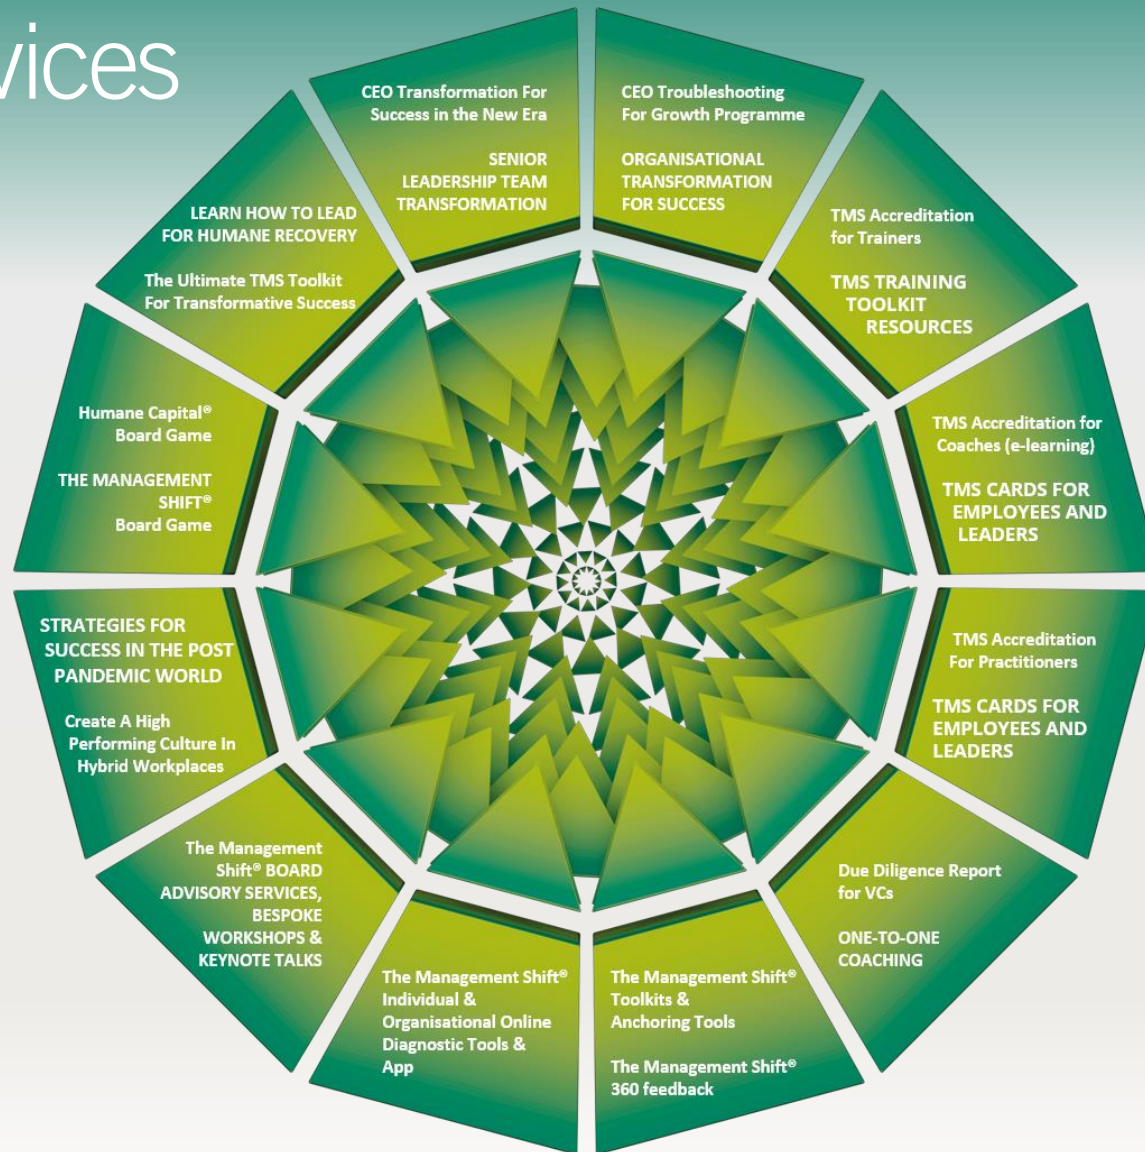 vices
CEO Transformation For
Success in the New Era
SENIOR
LEADERSHIP TEAM
TRANSFORMATION
CEO Troubleshooting
For Growth Programme
ORGANISATIONAL
TRANSFORMATION
FOR SUCCESS
TMS Accreditation
for Trainers
TMS TRAINING
TOOLKIT
RESOURCES
TMS Accreditation for
Coaches (e-learning)
TMS CARDS FOR
EMPLOYEES AND
LEADERS
TMS Accreditation
For Practitioners
TMS CARDS FOR
EMPLOYEES AND
LEADERS
Due Diligence Report
for VCs
ONE-TO-ONE
COACHING
The Management Shift®
Toolkits &
Anchoring Tools
The Management Shift®
360 feedback
The Management Shift®
Individual &
Organisational Online
Diagnostic Tools &
App
The Management
Shift® BOARD
ADVISORY SERVICES,
BESPOKE
WORKSHOPS &
KEYNOTE TALKS
STRATEGIES FOR
SUCCESS IN THE POST
PANDEMIC WORLD
Create A High
Performing Culture In
Hybrid Workplaces
Humane Capital®
Board Game
THE MANAGEMENT
SHIFT®
Board Game
LEARN HOW TO LEAD
FOR HUMANE RECOVERY
The Ultimate TMS Toolkit
For Transformative Success